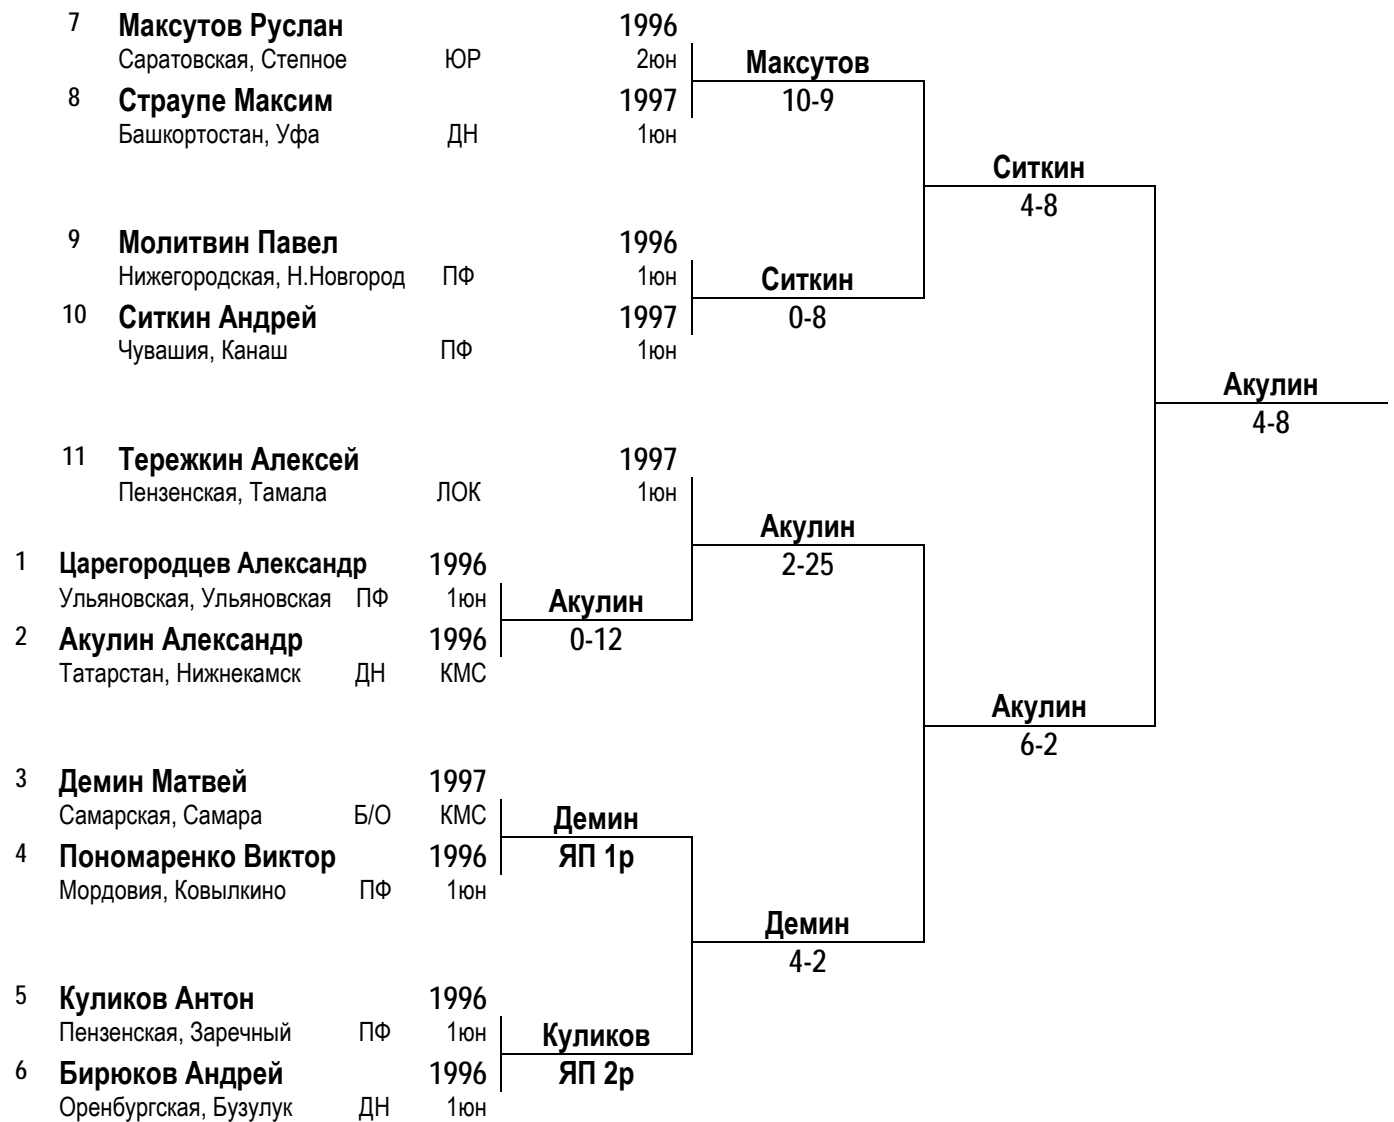 7 Максутов Руслан 1996
Саратовская, Степное ЮР 2юн
Максутов
8 Страупе Максим 1997
10-9
Башкортостан, Уфа ДН 1юн
Ситкин
4-8
9 Молитвин Павел 1996
Нижегородская, Н.Новгород ПФ 1юн
Ситкин
10 Ситкин Андрей 1997
0-8
Чувашия, Канаш ПФ 1юн
Акулин
4-8
11 Тережкин Алексей 1997
Пензенская, Тамала ЛОК 1юн
Акулин
2-25
1 Царегородцев Александр 1996
Ульяновская, Ульяновская ПФ 1юн
Акулин
2 Акулин Александр 1996
0-12
Татарстан, Нижнекамск ДН КМС
Акулин
6-2
3 Демин Матвей 1997
Самарская, Самара Б/О КМС
Демин
4 Пономаренко Виктор 1996
ЯП 1р
Мордовия, Ковылкино ПФ 1юн
Демин
4-2
5 Куликов Антон 1996
Пензенская, Заречный ПФ 1юн
Куликов
6 Бирюков Андрей 1996
ЯП 2р
Оренбургская, Бузулук ДН 1юн